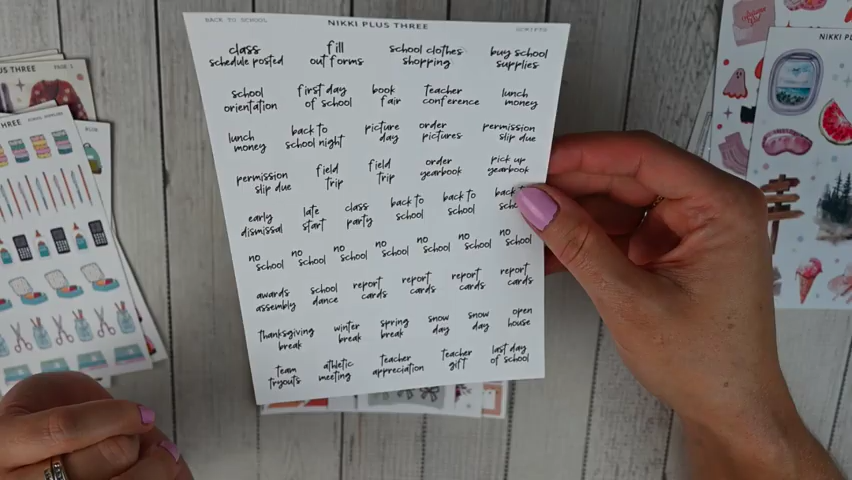 BACK TO SCHOOL NIKKI PLUS THREE SCRIPTS
class schedule posted
fill out forms
school clothes shopping
buy school supplies
school orientation
first day of school
book fair
teacher conference
lunch money
lunch money
back to school night
picture day
order pictures
permission slip due
permission slip due
field trip
field trip
order yearbook
pick up yearbook
early dismissal
late start
class party
back to school
back to school
back
no school
no school
no school
no school
no school
no school
no school
awards assembly
school dance
report cards
report cards
report cards
report cards
thanksgiving break
winter break
spring break
snow day
snow day
open house
team tryouts
athletic meeting
teacher appreciation
teacher gift
last day of school
PLUS THREE PAGE
THREE
NIKKI PL